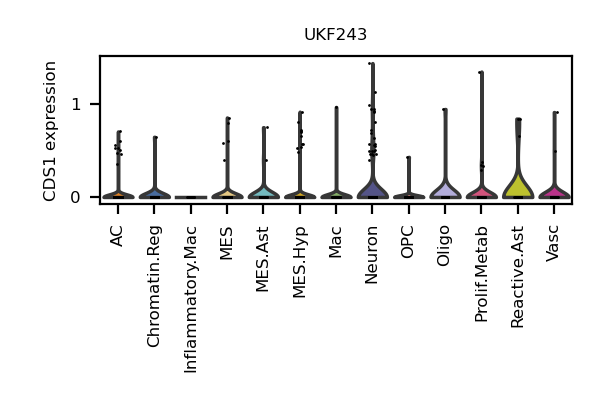 UKF243
CDS1 expression
1
0
AC
Chromatin.Reg
Inflammatory.Mac
MES
MES.Ast
MES.Hyp
Mac
Neuron
OPC
Oligo
Prolif.Metab
Reactive.Ast
Vasc